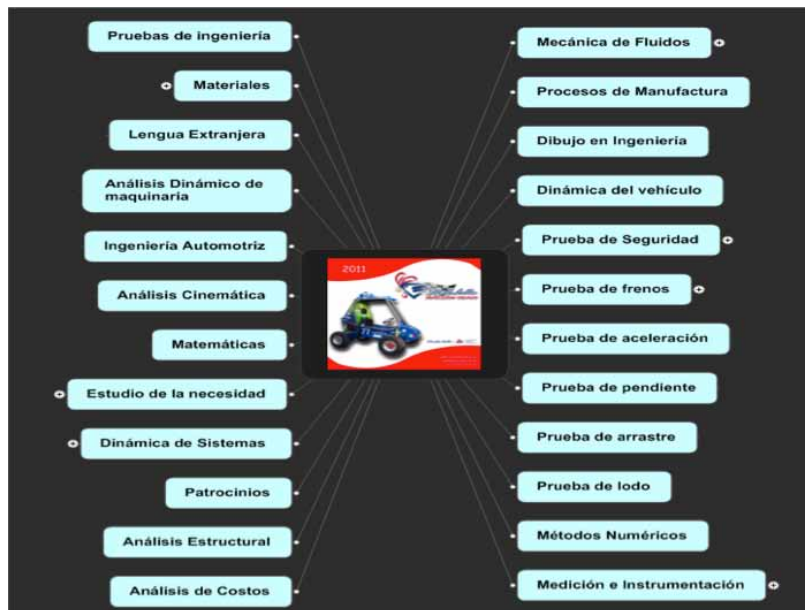 Pruebas de ingeniería
Materiales
Lengua Extranjera
Análisis Dinámico de
maquinaria
Ingeniería Automotriz
Análisis Cinemática
Matemáticas
Estudio de la necesidad
Dinámica de Sistemas
Patrocinios
Análisis Estructural
Análisis de Costos
2011
Mecánica de Fluidos
Procesos de Manufactura
Dibujo en Ingeniería
Dinámica del vehículo
Prueba de Seguridad
Prueba de frenos
Prueba de aceleración
Prueba de pendiente
Prueba de arrastre
Prueba de lodo
Métodos Numéricos
Medición e Instrumentación